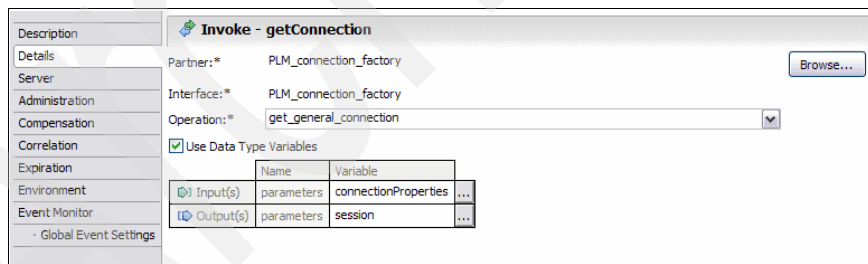 Description
Details
Server
Administration
Compensation
Correlation
Expiration
Environment
Event Monitor
· Global Event Settings
Invoke - getConnection
Partner:* PLM_connection_factory Browse...
Interface:* PLM_connection_factory
Operation:* get_general_connection
Use Data Type Variables
Name Variable
Input(s) parameters connectionProperties ...
Output(s) parameters session ...